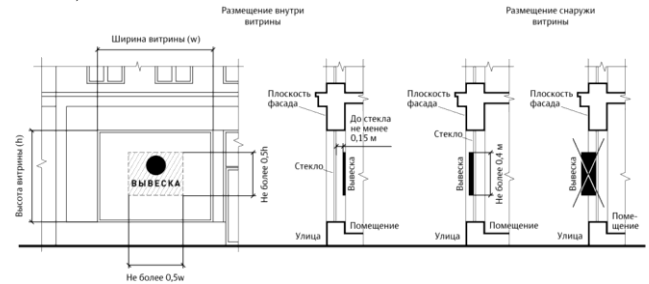 Размещение внутри
витрины
Размещение снаружи
витрины
Ширина витрины (w)
Высота витрины (h)
ВЫВЕСКА
Не более 0,5h
Не более 0,5w
Плоскость
фасада
До стекла
не менее
0,15 м
Стекло
Вывеска
Улица
Помещение
Плоскость
фасада
Стекло
Вывеска
Не более 0,4 м
Улица
Помещение
Плоскость
фасада
Вывеска
Улица
Поме-
щение